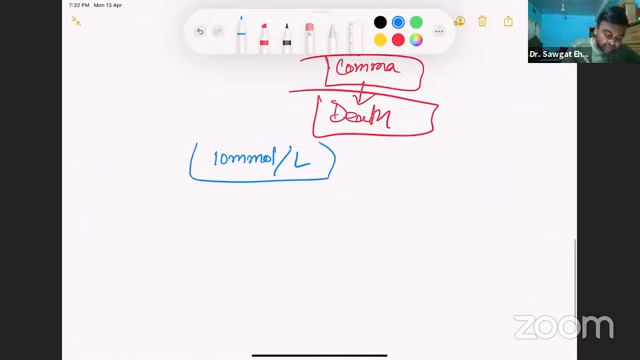 7:32 PM Mon 13 Apr
Dr. Sawgat Eh...
Comma
Death
10mmol/L
zoom